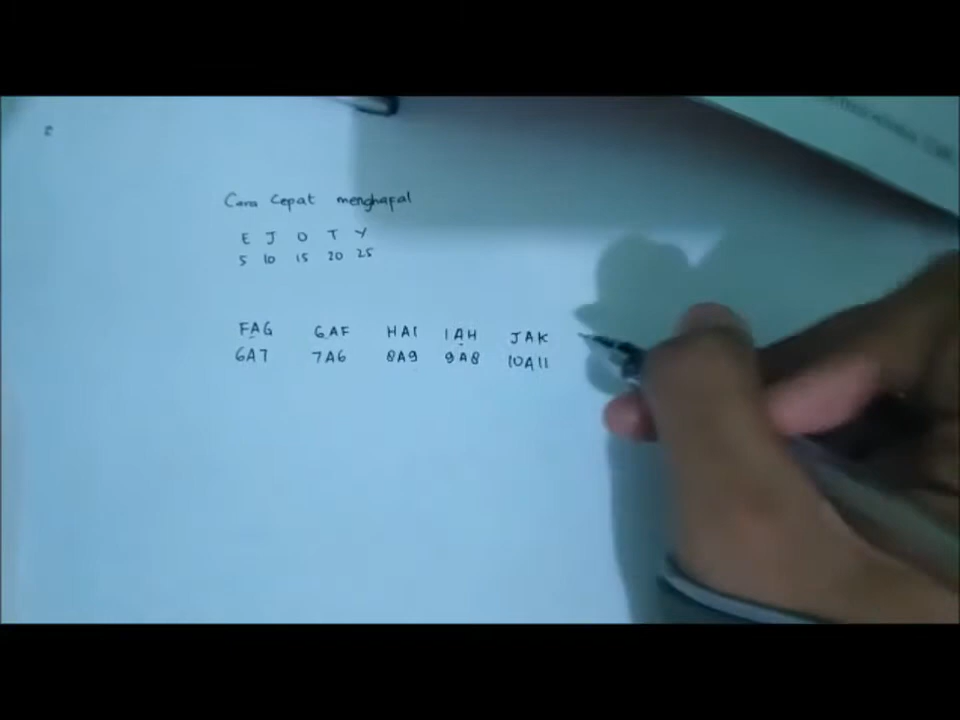 Cara Cepat menghafal
E J O T Y
5 10 15 20 25
FAG GAF HAI IAH JAK
6A7 7A6 8A9 9A8 10A11